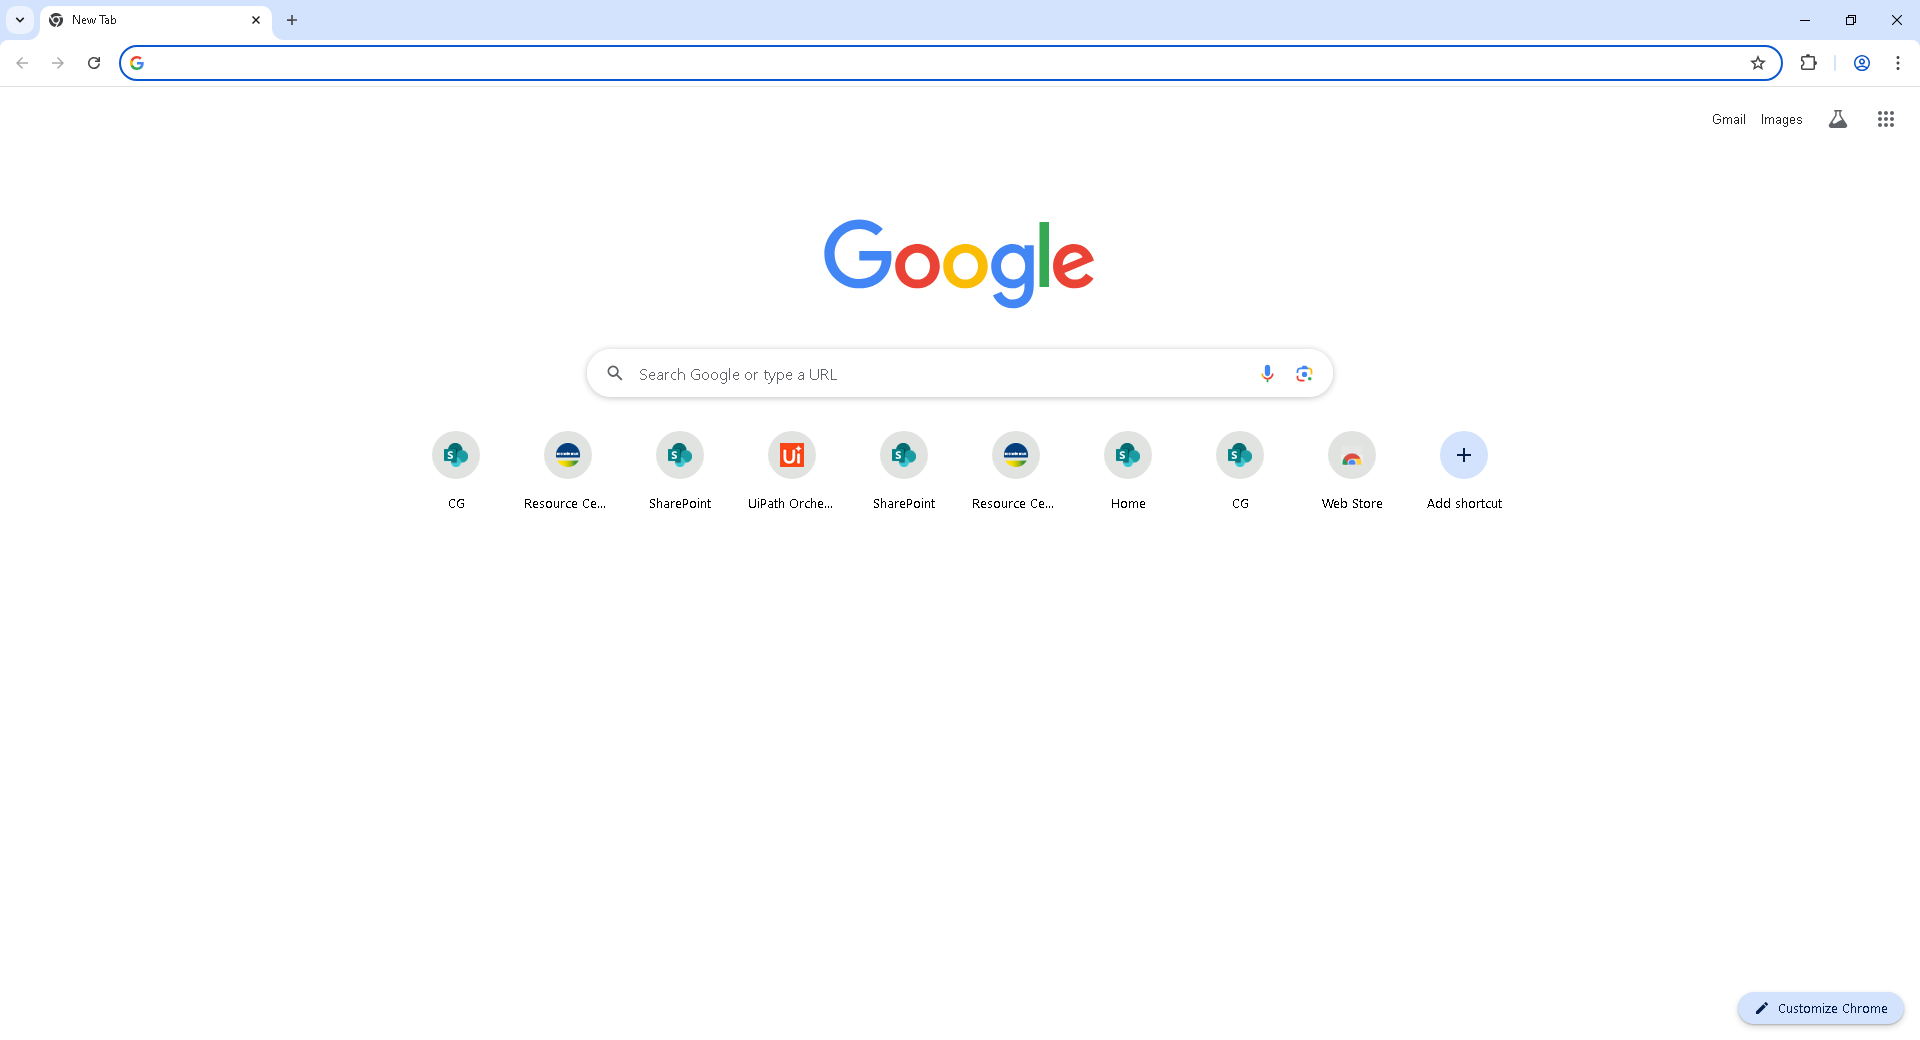 New Tab
Gmail Images
Google
Search Google or type a URL
CG Resource Ce... SharePoint UiPath Orche... SharePoint Resource Ce... Home CG Web Store Add shortcut
Customize Chrome